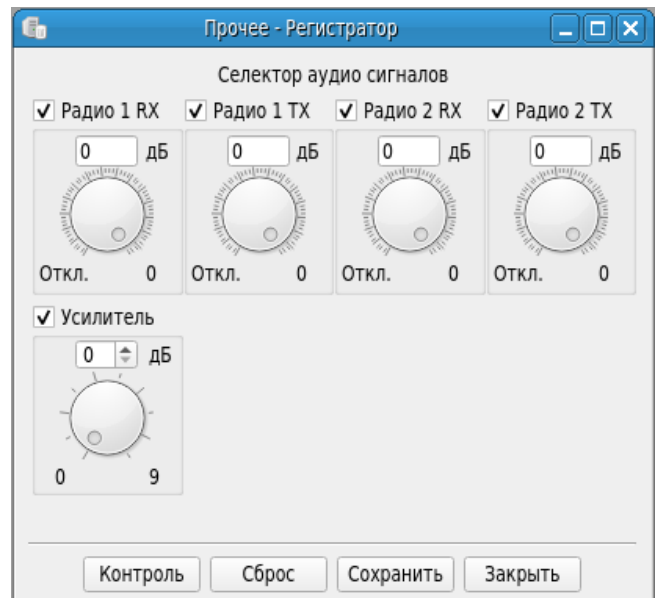 Прочее - Регистратор
Селектор аудио сигналов
Радио 1 RX Радио 1 TX Радио 2 RX Радио 2 TX
0 дБ 0 дБ 0 дБ 0 дБ
Откл. 0 Откл. 0 Откл. 0 Откл. 0
Усилитель
0 дБ
0 9
Контроль Сброс Сохранить Закрыть